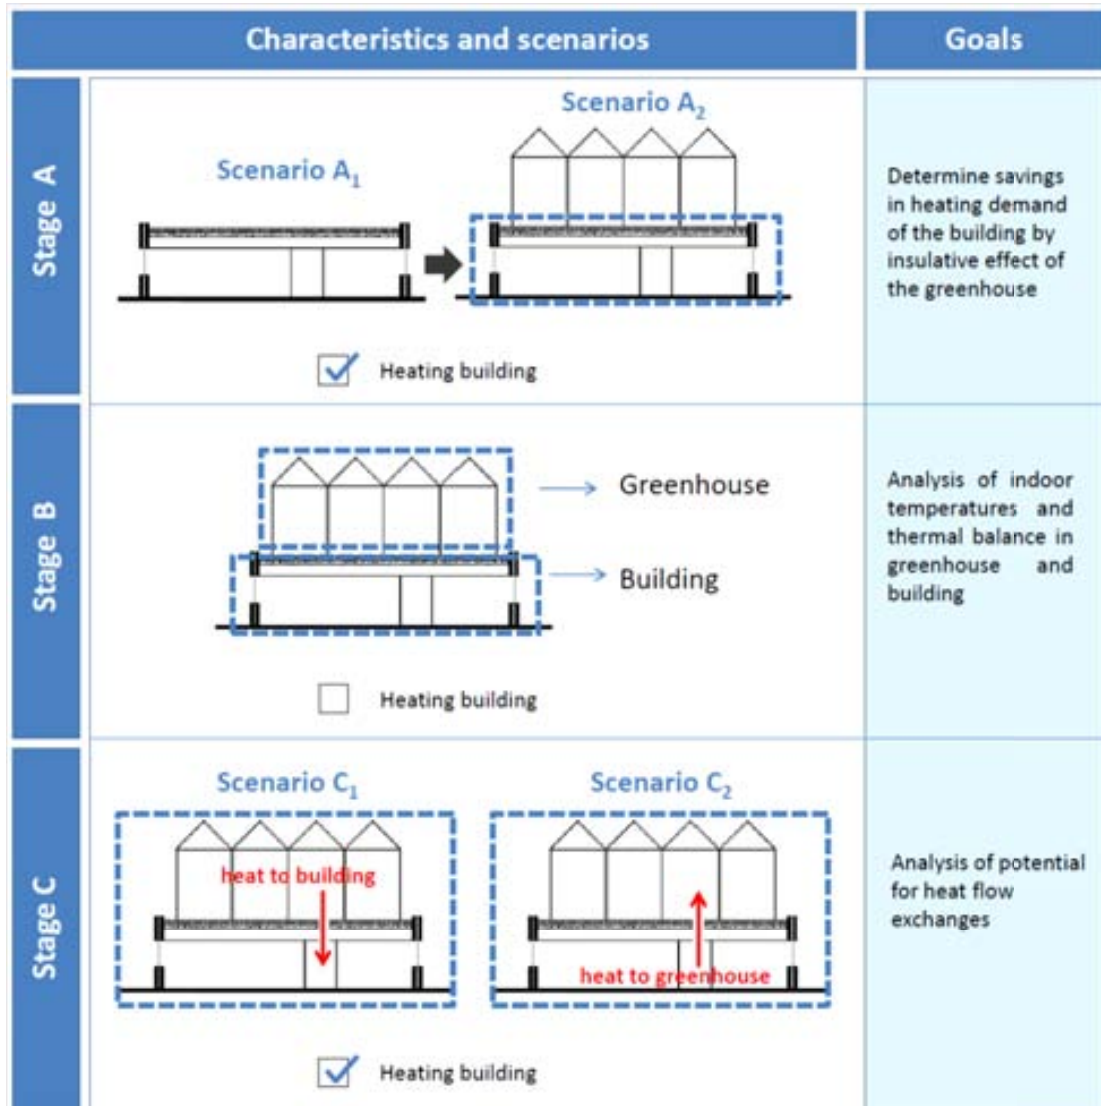 Characteristics and scenarios
Goals
Stage A
Scenario A1
Scenario A2
Heating building
Determine savings
in heating demand
of the building by
insulative effect of
the greenhouse
Stage B
Greenhouse
Building
Heating building
Analysis of indoor
temperatures and
thermal balance in
greenhouse and
building
Stage C
Scenario C1
Scenario C2
heat to building
heat to greenhouse
Heating building
Analysis of potential
for heat flow
exchanges